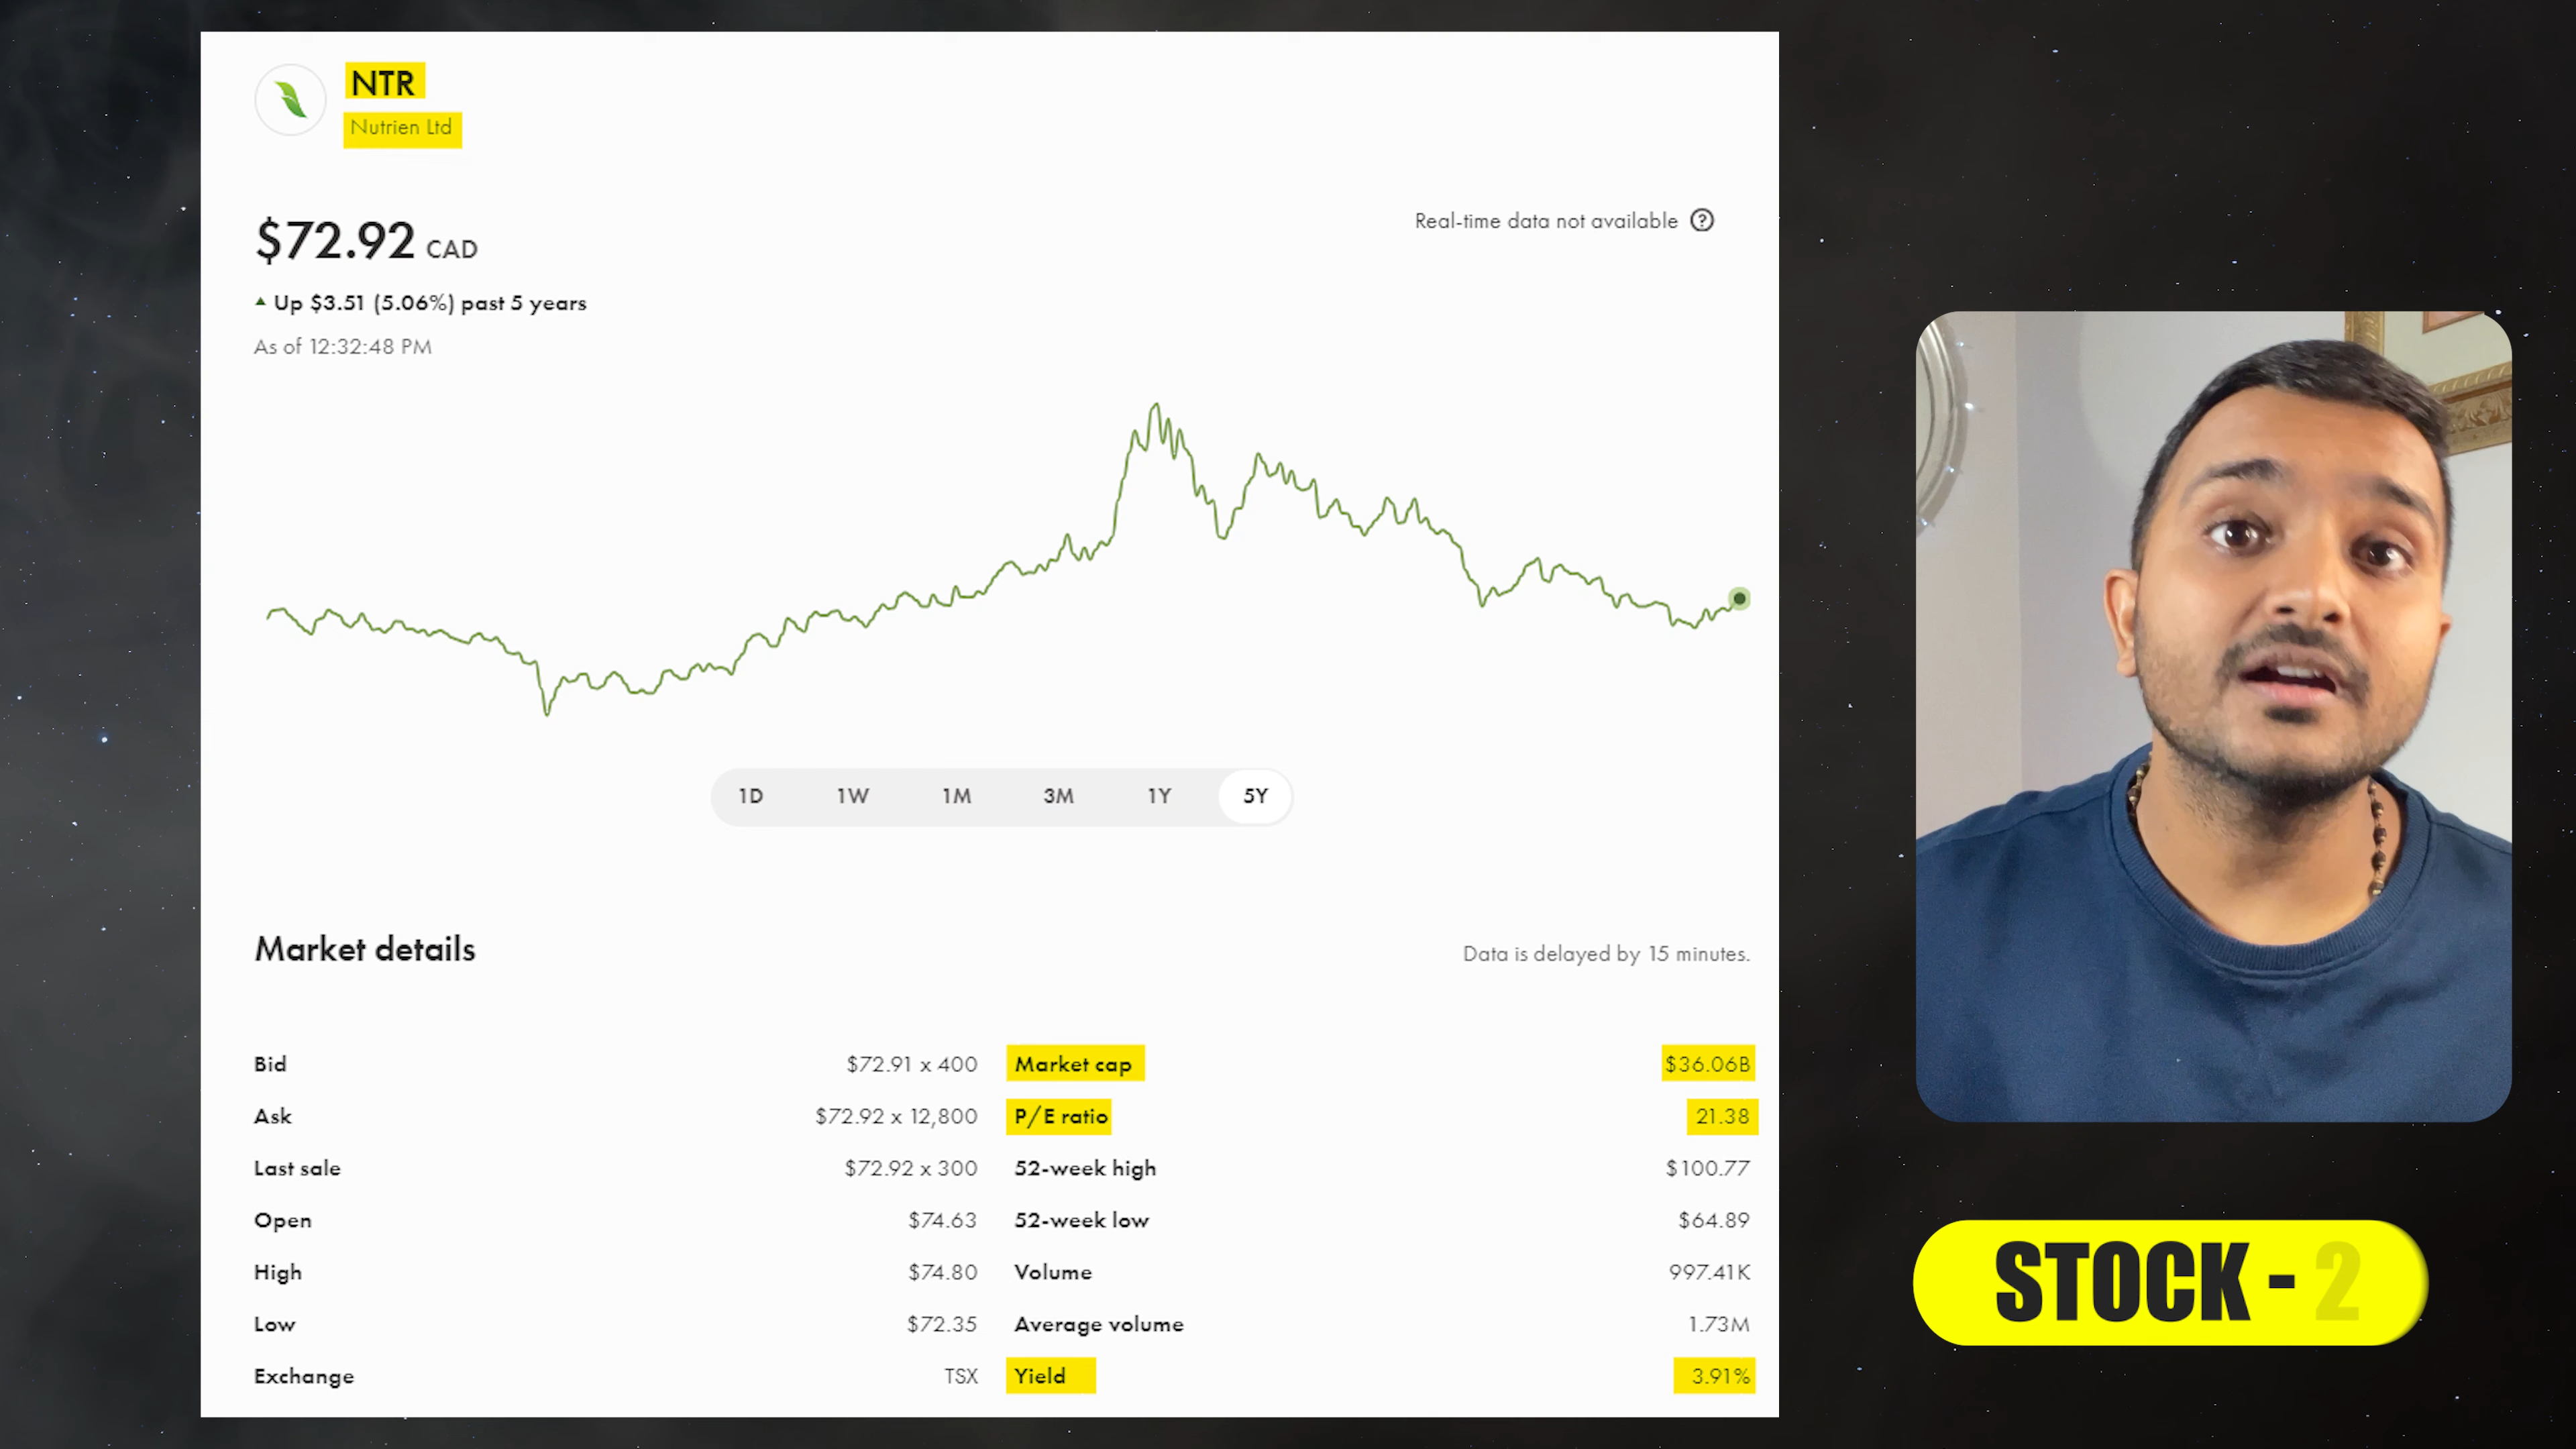 NTR
Nutrien Ltd
$72.92 CAD
Real-time data not available ?
Up $3.51 (5.06%) past 5 years
As of 12:32:48 PM
1D 1W 1M 3M 1Y 5Y
Market details
Data is delayed by 15 minutes.
Bid $72.91 x 400 Market cap $36.06B
Ask $72.92 x 12,800 P/E ratio 21.38
Last sale $72.92 x 300 52-week high $100.77
Open $74.63 52-week low $64.89
High $74.80 Volume 997.41K
Low $72.35 Average volume 1.73M
Exchange TSX Yield 3.91%
STOCK - 2